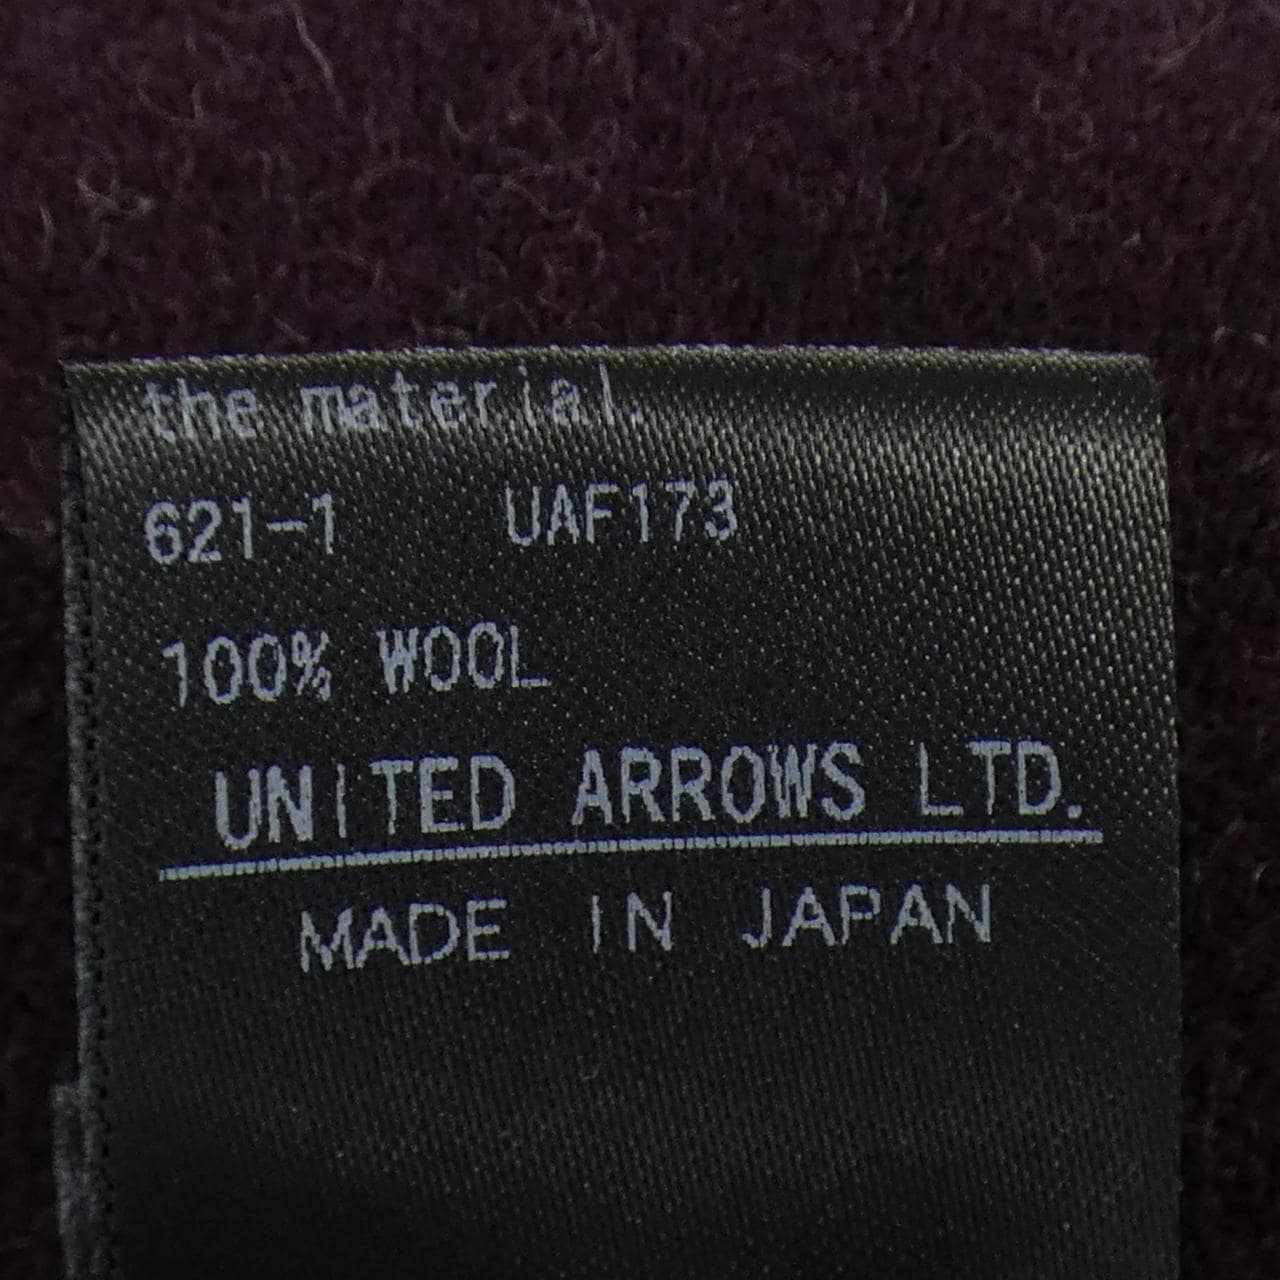 the material.
621-1 UAF173
100% WOOL
UNITED ARROWS LTD.
MADE IN JAPAN